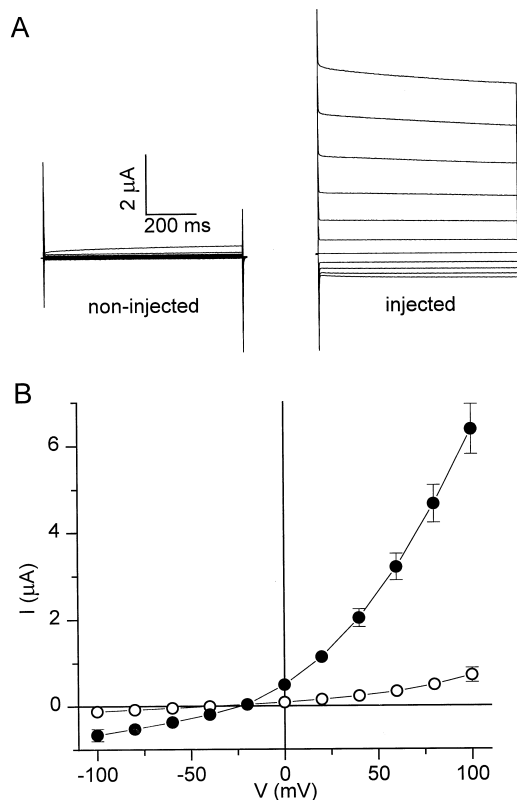 A
2 µA
200 ms
non-injected
injected
B
I (µA)
6
4
2
0
-100
-50
0
50
100
V (mV)